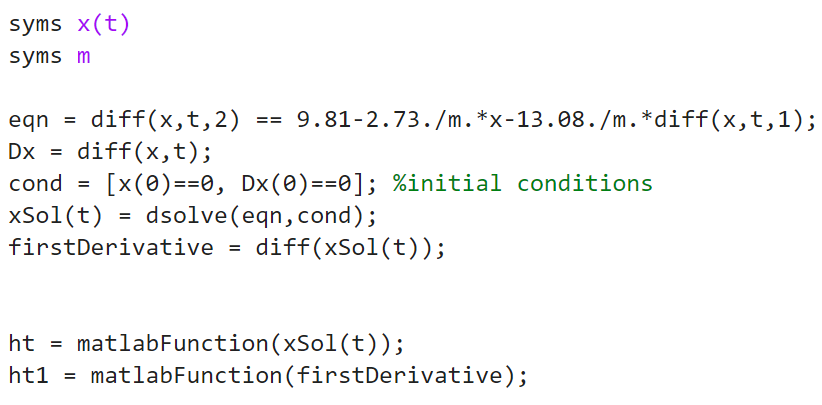 syms x(t)
syms m
eqn = diff(x,t,2) == 9.81-2.73./m.*x-13.08./m.*diff(x,t,1);
Dx = diff(x,t);
cond = [x(0)==0, Dx(0)==0]; %initial conditions
xSol(t) = dsolve(eqn,cond);
firstDerivative = diff(xSol(t));
ht = matlabFunction(xSol(t));
ht1 = matlabFunction(firstDerivative);